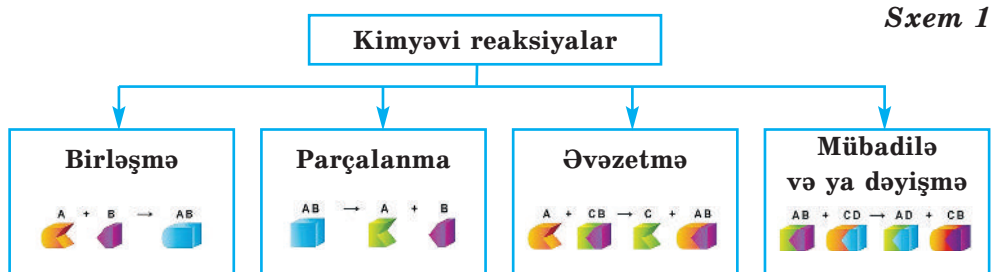 Sxem 1
Kimyəvi reaksiyalar
Birləşmə
A + B → AB
Parçalanma
AB → A + B
Əvəzetmə
A + CB → C + AB
Mübadilə
və ya dəyişmə
AB + CD → AD + CB